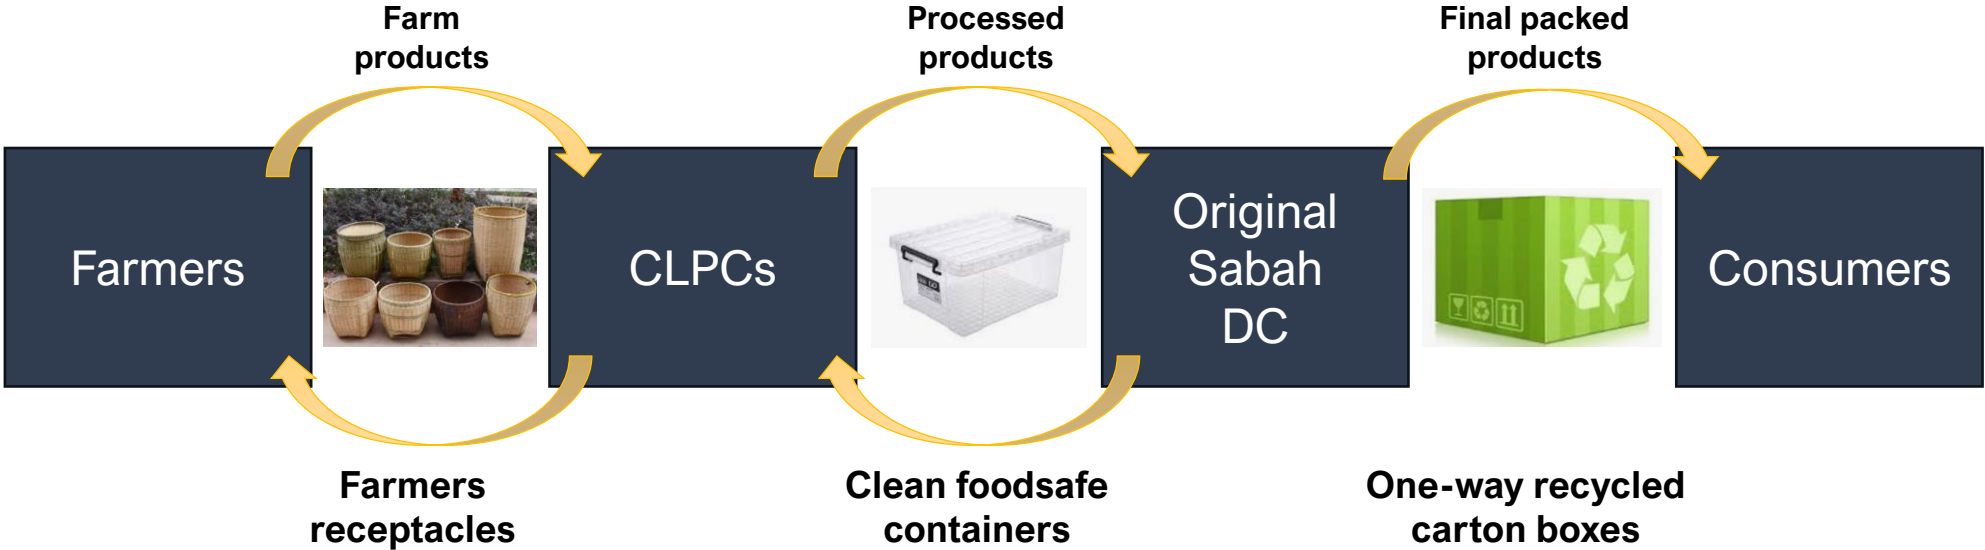 Farm
products
Processed
products
Final packed
products
Farmers
CLPCs
Original
Sabah
DC
Consumers
Farmers
receptacles
Clean foodsafe
containers
One-way recycled
carton boxes